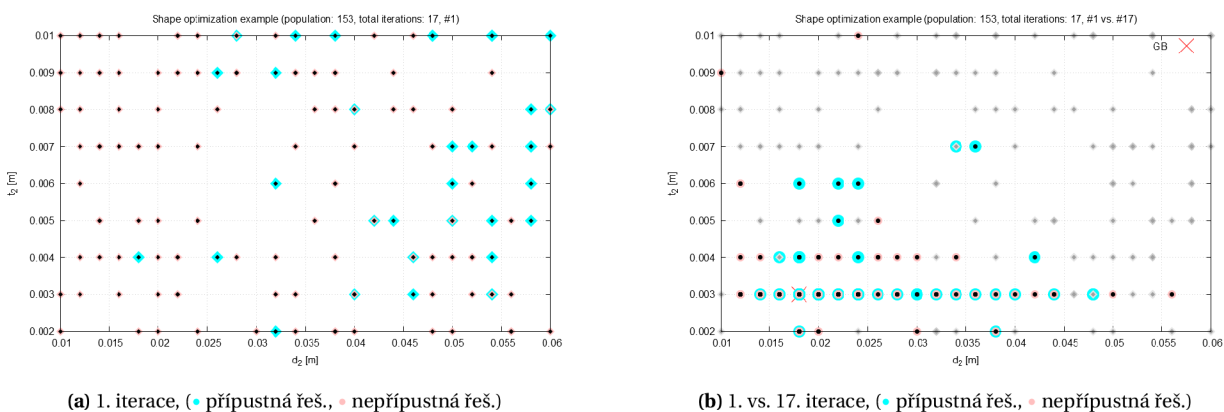 Shape optimization example (population: 153, total iterations: 17, #1)
0.01
0.009
0.008
0.007
0.006
0.005
0.004
0.003
0.002
t₂ [m]
0.01 0.015 0.02 0.025 0.03 0.035 0.04 0.045 0.05 0.055 0.06
d₂ [m]
(a) 1. iterace, (• přípustná řeš., • nepřípustná řeš.)
Shape optimization example (population: 153, total iterations: 17, #1 vs. #17)
GB
0.01
0.009
0.008
0.007
0.006
0.005
0.004
0.003
0.002
t₂ [m]
0.01 0.015 0.02 0.025 0.03 0.035 0.04 0.045 0.05 0.055 0.06
d₂ [m]
(b) 1. vs. 17. iterace, (• přípustná řeš., • nepřípustná řeš.)